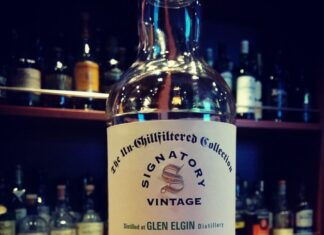 The Un-Chillfiltered Collection
SIGNATORY
S
VINTAGE
Distilled at GLEN ELGIN Distillery